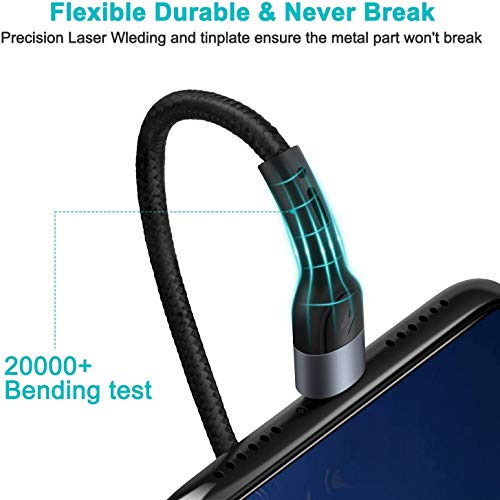 Flexible Durable & Never Break
Precision Laser Wleding and tinplate ensure the metal part won't break
20000+
Bending test